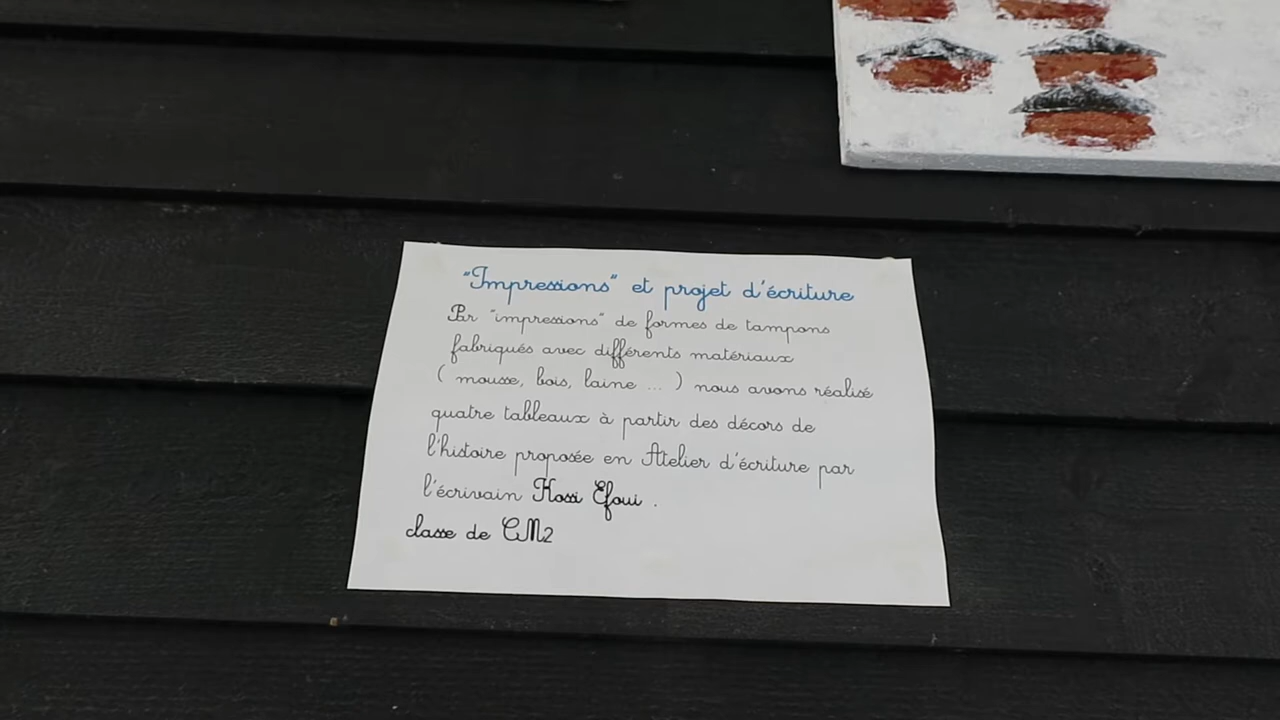 "Impressions" et projet d'écriture
Par "impressions" de formes de tampons
fabriqués avec différents matériaux
( mousse, bois, laine ... ) nous avons réalisé
quatre tableaux à partir des décors de
l'histoire proposée en Atelier d'écriture par
l'écrivain Kossi Efoui .
classe de CM2